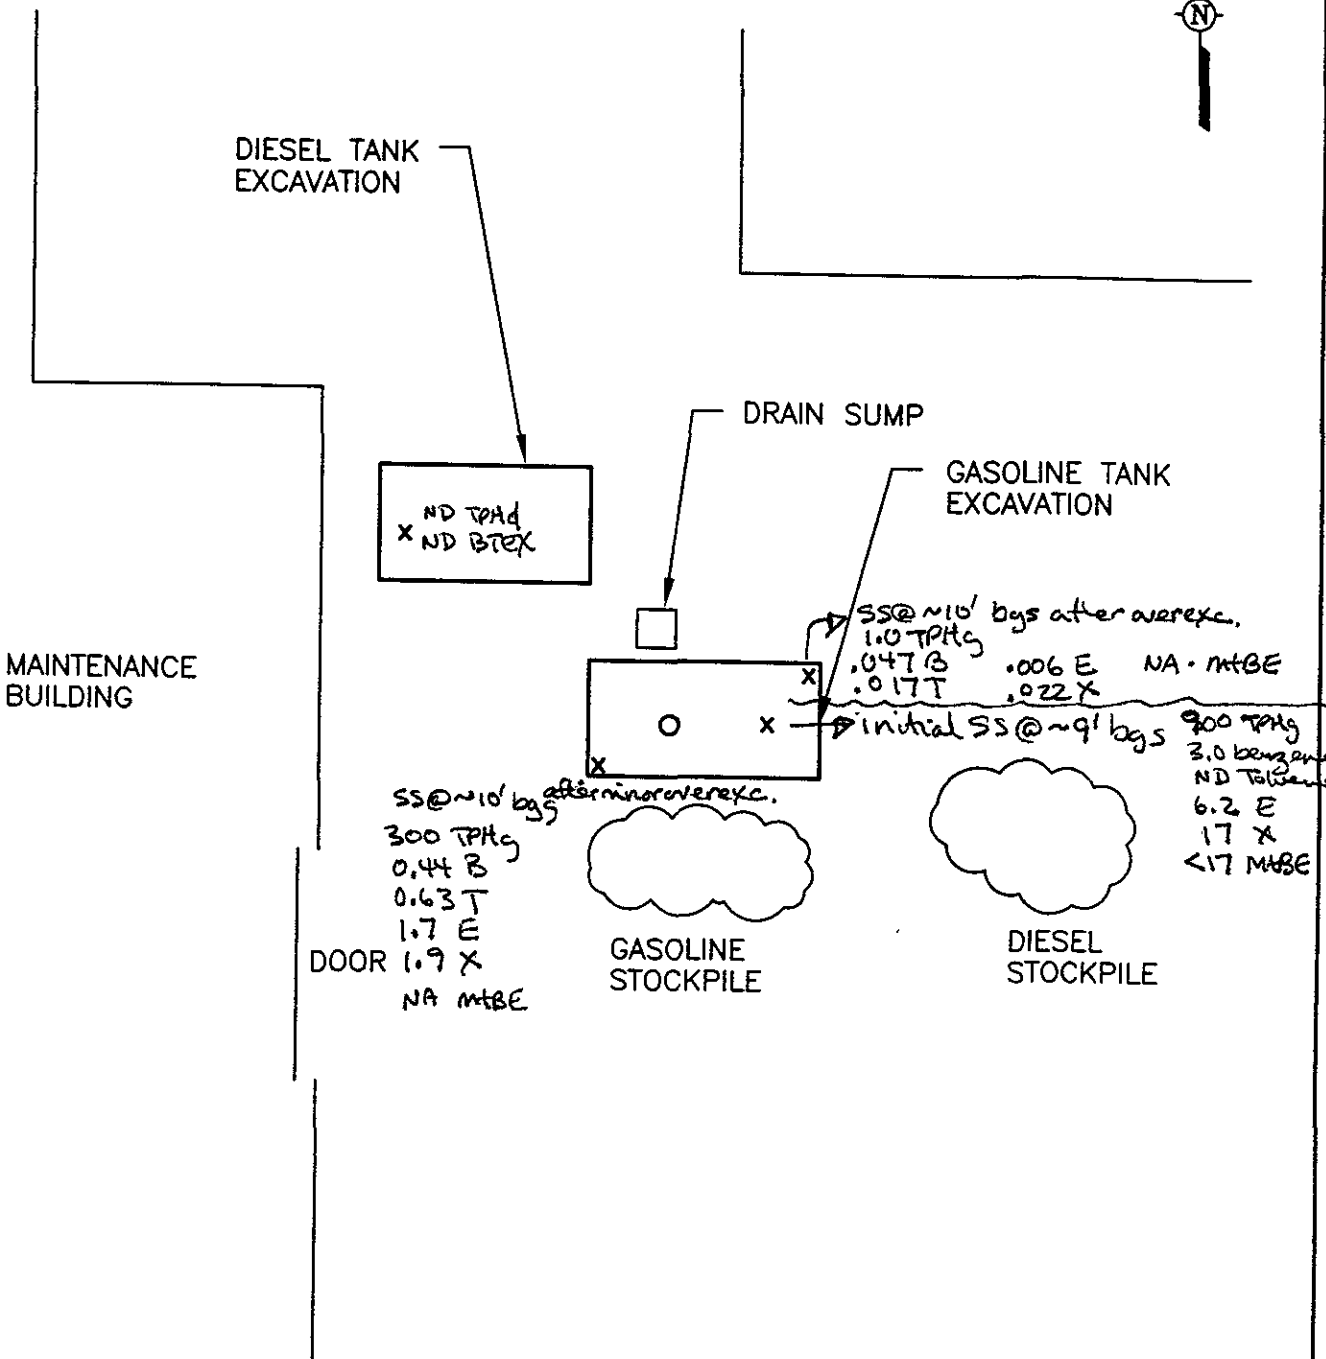 N
DIESEL TANK
EXCAVATION
DRAIN SUMP
GASOLINE TANK
EXCAVATION
ND TPHd
x ND BTEX
SS@ ~10' bgs after overexc.
1.0 TPHg
.047 B .006 E NA · MtBE
.017 T .022 X
MAINTENANCE
BUILDING
x
x
initial SS @ ~9' bgs
900 TPHg
3.0 benzen
ND Toluen
6.2 E
17 X
<17 MtBE
x
SS@~10' bgs after minor overexc.
300 TPHg
0.44 B
0.63 T
1.7 E
DOOR 1.9 X
NA MtBE
GASOLINE
STOCKPILE
DIESEL
STOCKPILE